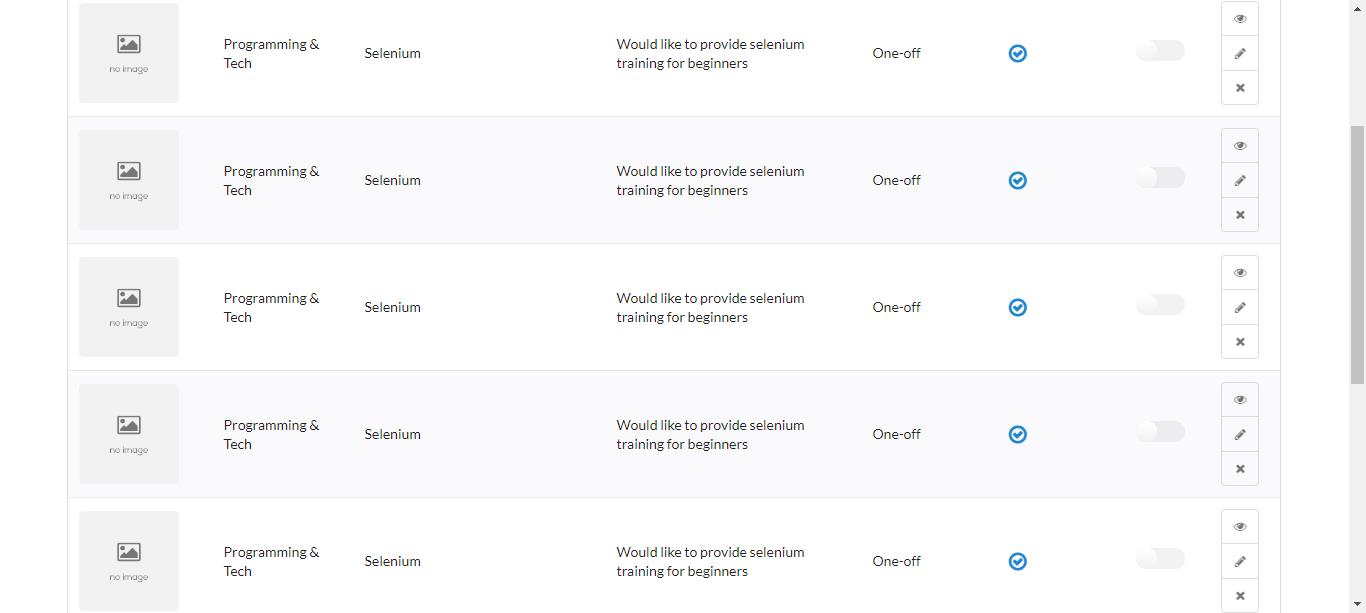 no image
Programming &
Tech
Selenium
Would like to provide selenium
training for beginners
One-off
no image
Programming &
Tech
Selenium
Would like to provide selenium
training for beginners
One-off
no image
Programming &
Tech
Selenium
Would like to provide selenium
training for beginners
One-off
no image
Programming &
Tech
Selenium
Would like to provide selenium
training for beginners
One-off
no image
Programming &
Tech
Selenium
Would like to provide selenium
training for beginners
One-off